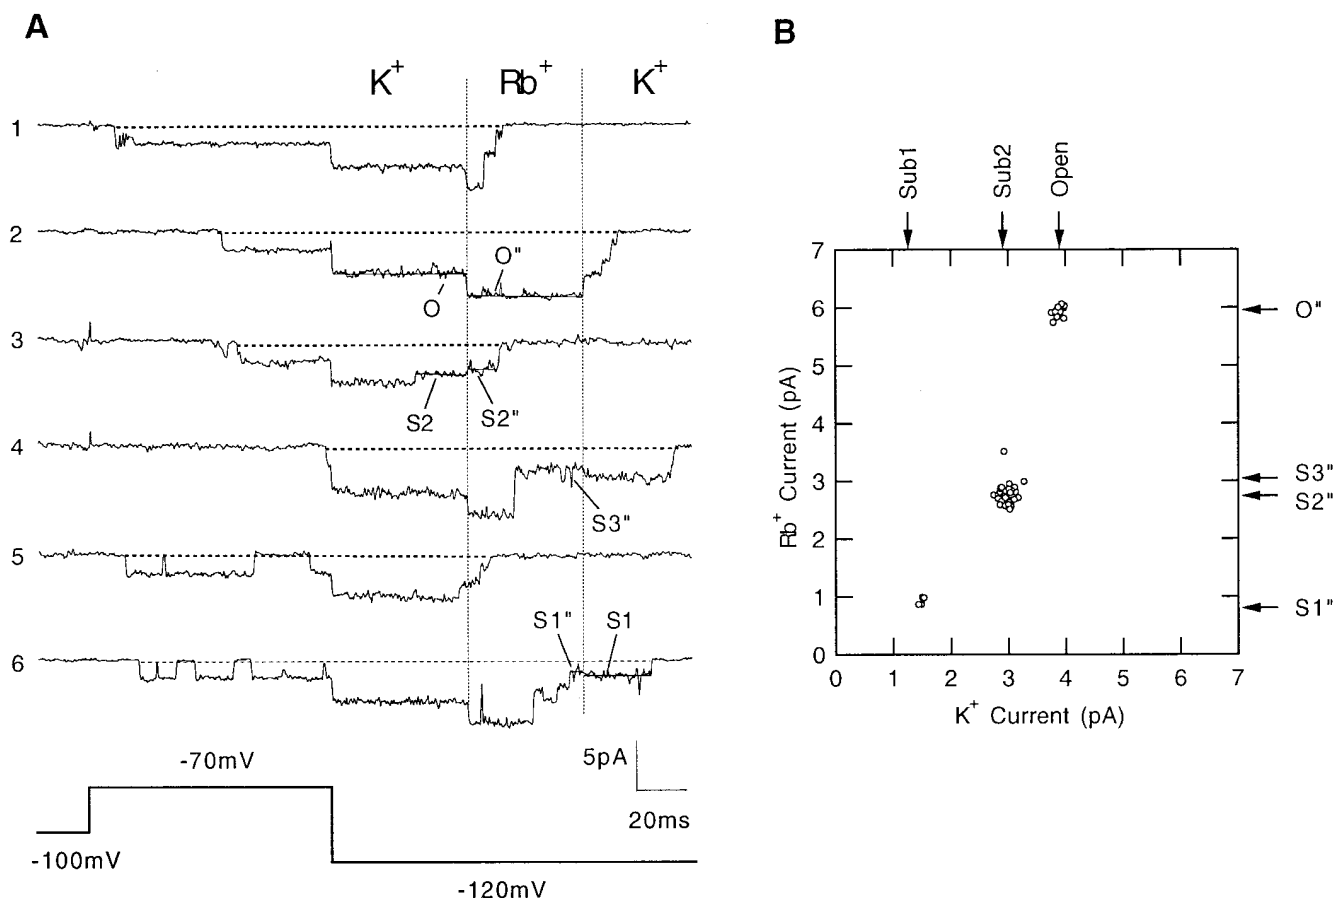 A
K+ Rb+ K+
1
2
O"
O
3
S2 S2"
4
S3"
5
S1" S1
6
-70mV
5pA
20ms
-100mV
-120mV
B
Sub1 Sub2 Open
7
6
5
4
3
2
1
0
Rb+ Current (pA)
O"
S3"
S2"
S1"
0 1 2 3 4 5 6 7
K+ Current (pA)